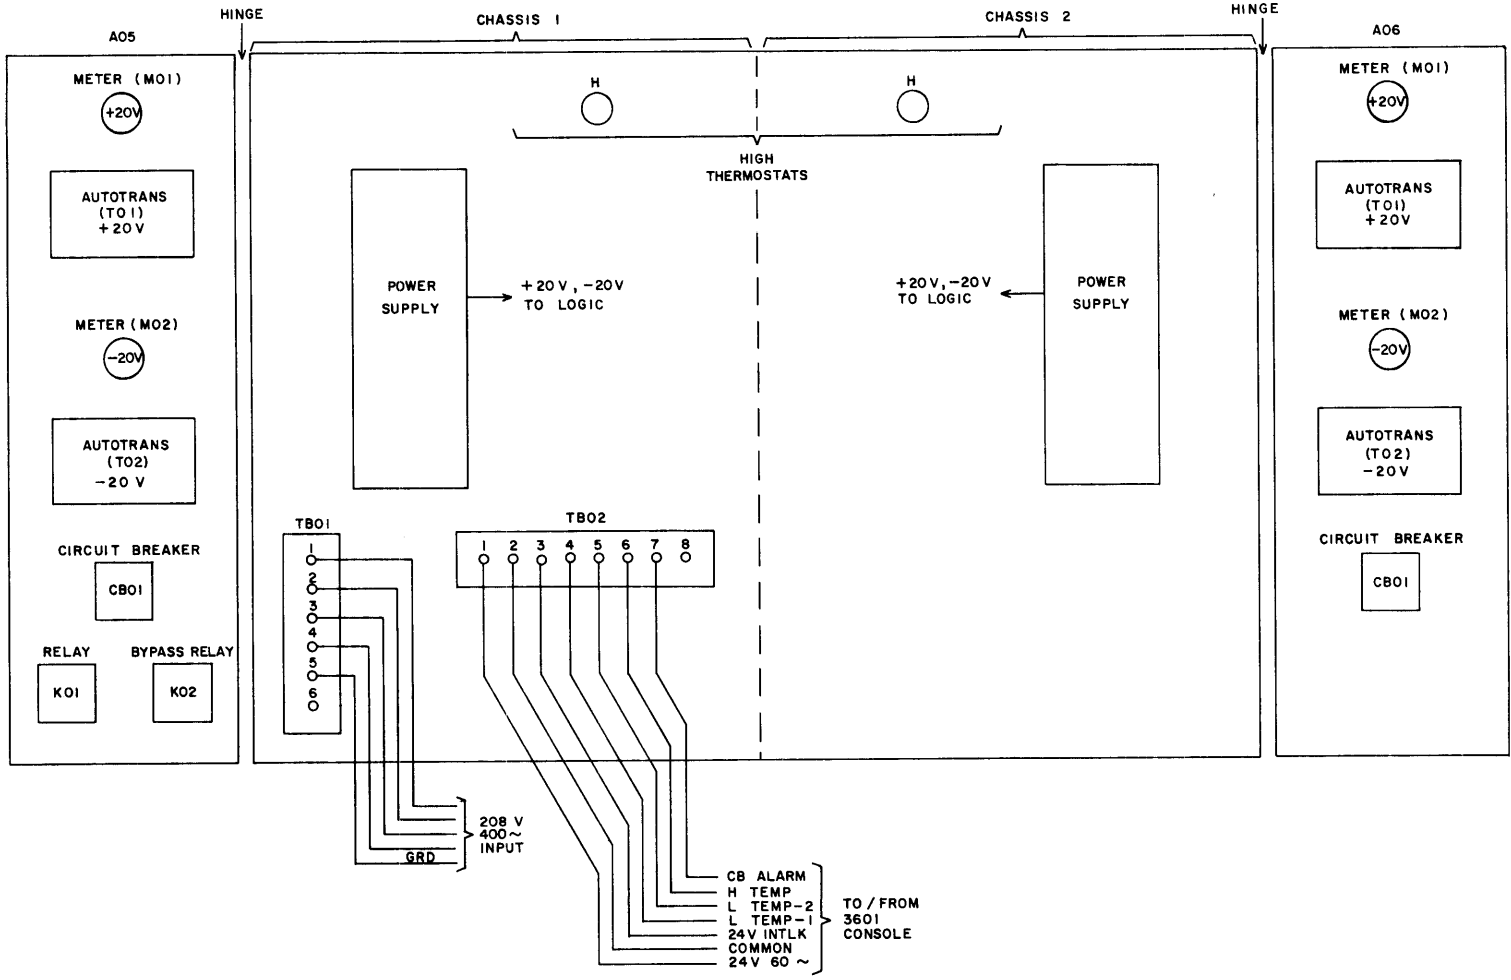 HINGE
CHASSIS 1
CHASSIS 2
HINGE
A05
A06
METER (M01)
+20V
H
H
METER (M01)
+20V
HIGH
THERMOSTATS
AUTOTRANS
(T01)
+20V
AUTOTRANS
(T01)
+20V
POWER
SUPPLY
+20V, -20V
TO LOGIC
+20V, -20V
TO LOGIC
POWER
SUPPLY
METER (M02)
-20V
METER (M02)
-20V
AUTOTRANS
(T02)
-20 V
AUTOTRANS
(T02)
-20V
TB01
1
2
3
4
5
6
TB02
1 2 3 4 5 6 7 8
CIRCUIT BREAKER
CB01
CIRCUIT BREAKER
CB01
RELAY
K01
BYPASS RELAY
K02
208 V
400~
INPUT
GRD
CB ALARM
H TEMP
L TEMP-2
L TEMP-1
24V INTLK
COMMON
24V 60 ~
TO / FROM
3601
CONSOLE